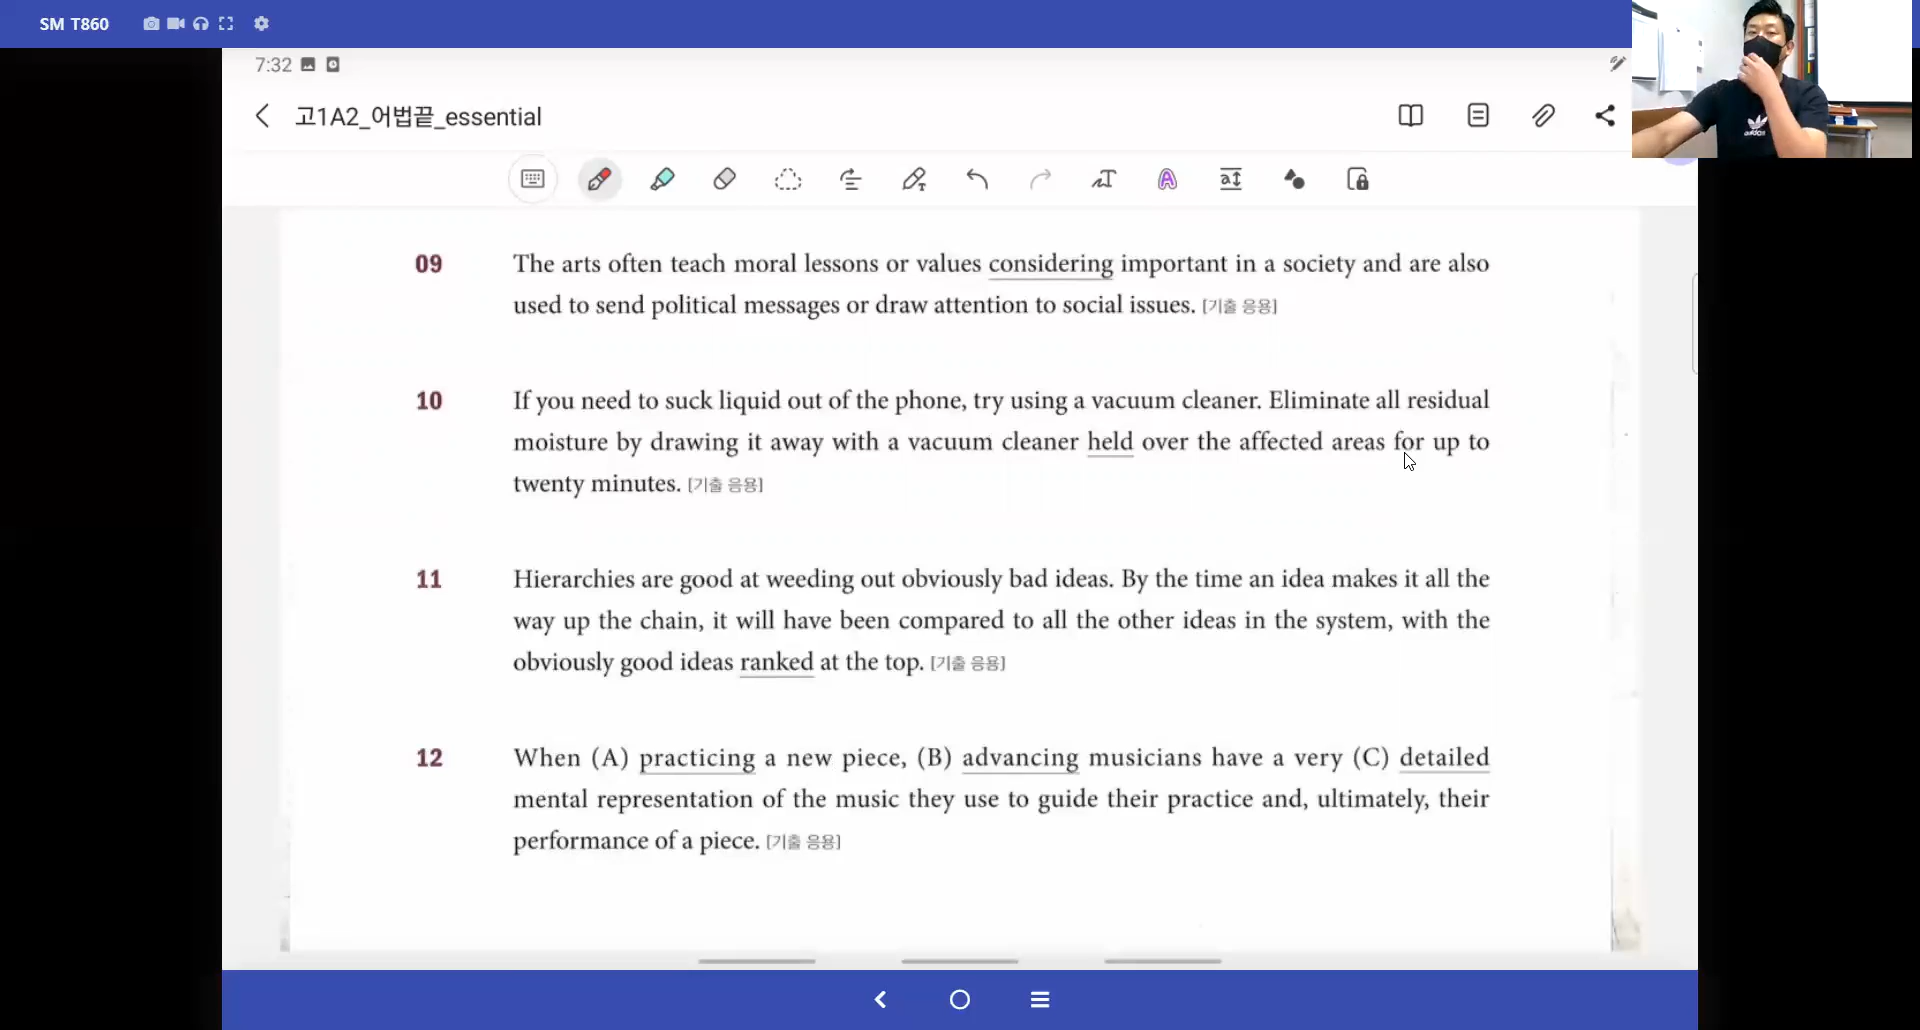 SM T860
7:32
고1A2_어법끝_essential
09 The arts often teach moral lessons or values considering important in a society and are also
used to send political messages or draw attention to social issues. [기출 응용]
10 If you need to suck liquid out of the phone, try using a vacuum cleaner. Eliminate all residual
moisture by drawing it away with a vacuum cleaner held over the affected areas for up to
twenty minutes. [기출 응용]
11 Hierarchies are good at weeding out obviously bad ideas. By the time an idea makes it all the
way up the chain, it will have been compared to all the other ideas in the system, with the
obviously good ideas ranked at the top. [기출 응용]
12 When (A) practicing a new piece, (B) advancing musicians have a very (C) detailed
mental representation of the music they use to guide their practice and, ultimately, their
performance of a piece. [기출 응용]
adidas